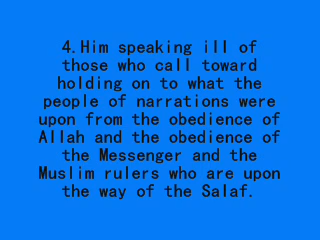 4.Him speaking ill of
those who call toward
holding on to what the
people of narrations were
upon from the obedience of
Allah and the obedience of
the Messenger and the
Muslim rulers who are upon
the way of the Salaf.